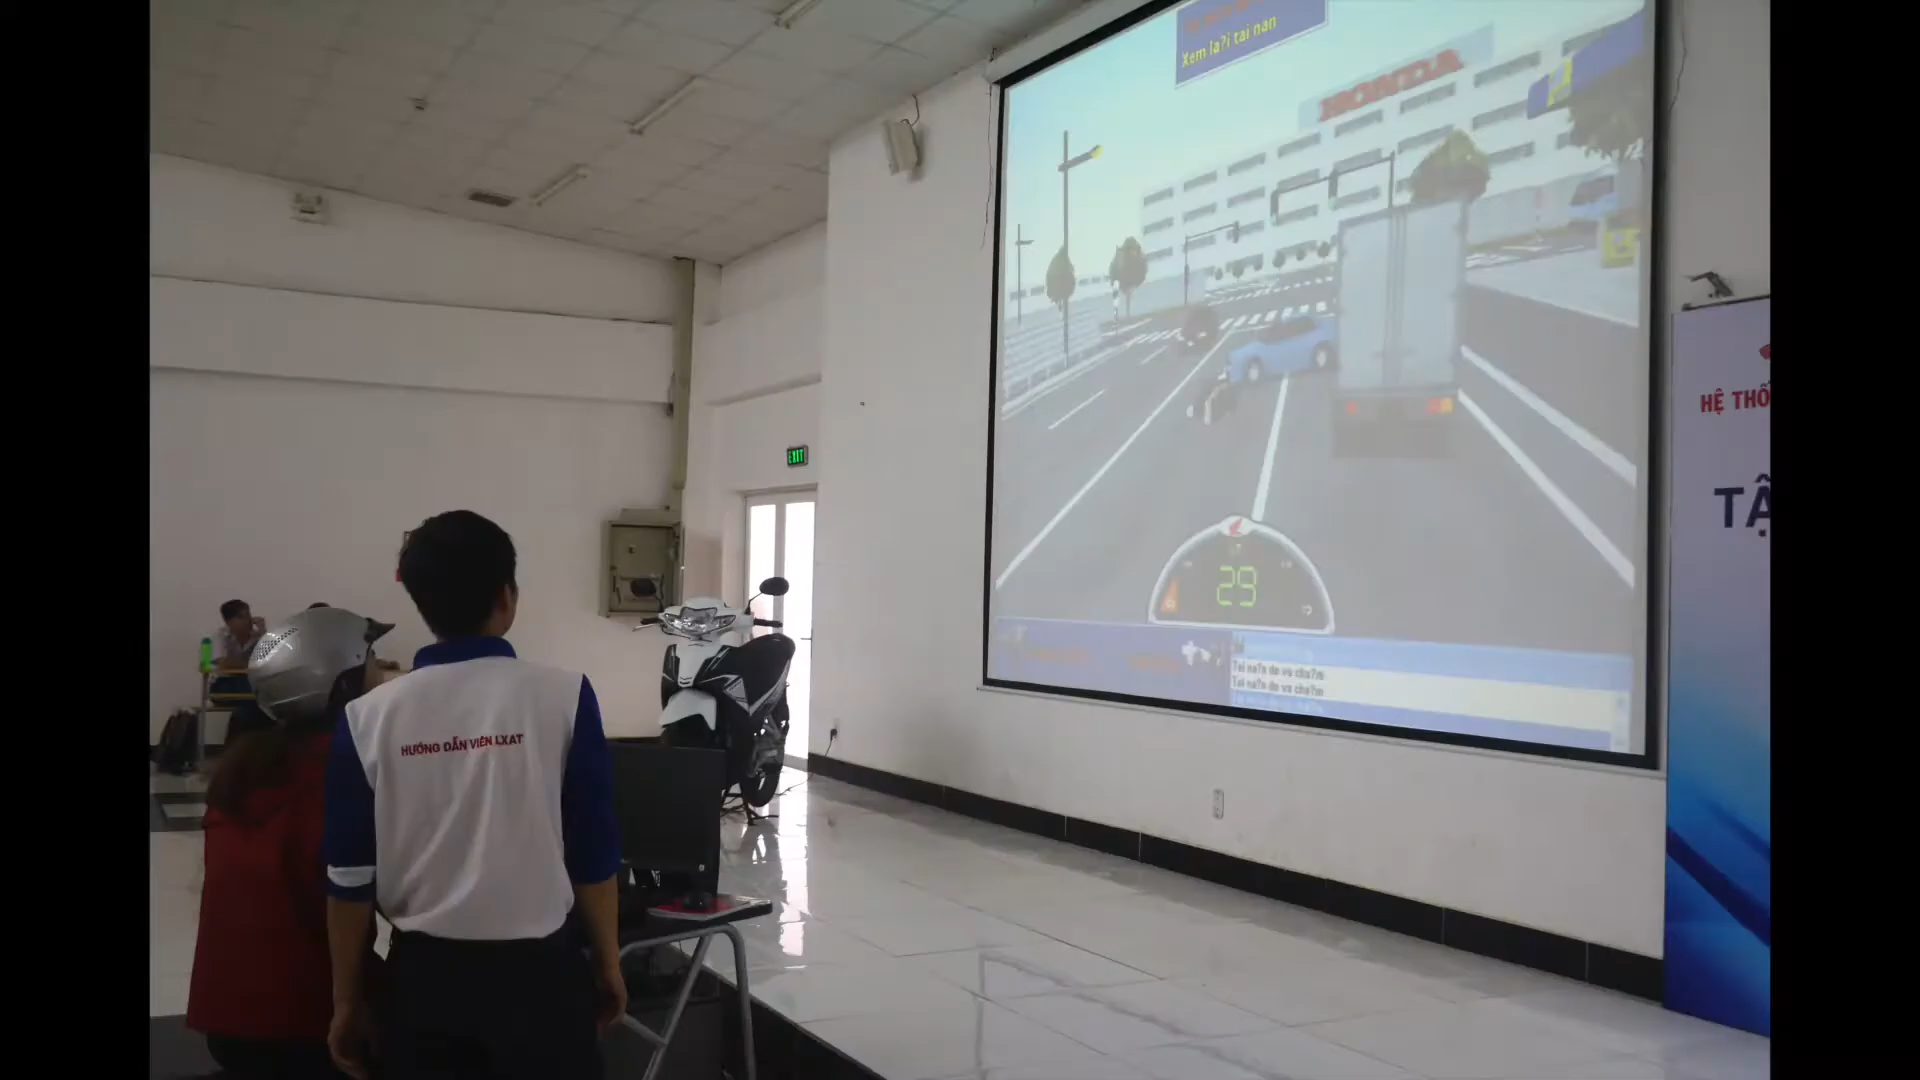 Xem la?i tai nan
HONDA
EXIT
29
Tai na?n do va cha?m
Tai na?n do va cha?m
HỆ THỐ
TẬ
HƯỚNG DẪN VIÊN LXAT